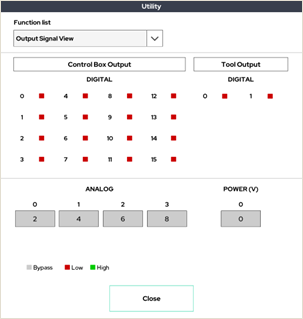 Utility
Function list
Output Signal View
Control Box Output Tool Output
DIGITAL DIGITAL
0 4 8 12 0 1
1 5 9 13
2 6 10 14
3 7 11 15
ANALOG POWER (V)
0 1 2 3 0
2 4 6 8 0
Bypass Low High
Close